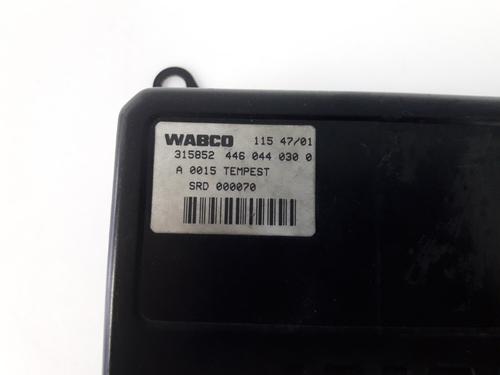 WABCO 115 47/01
315852 446 044 030 0
A 0015 TEMPEST
SRD 000070